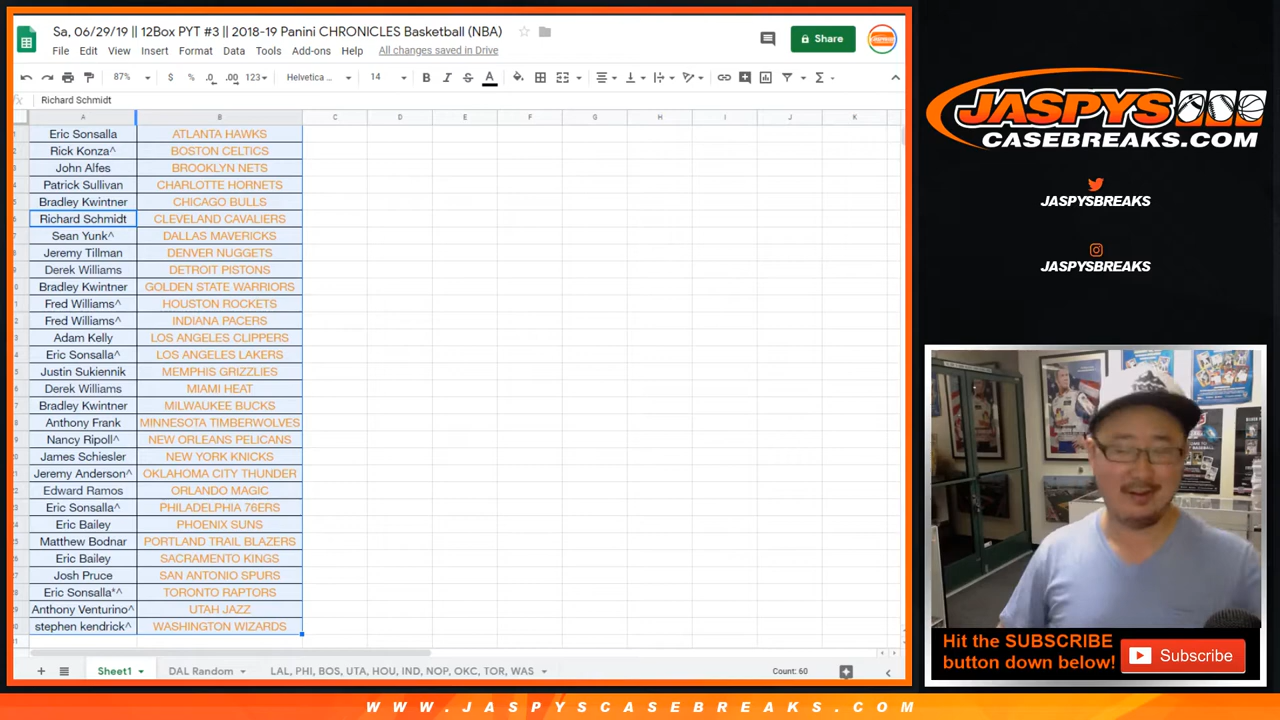 Sa, 06/29/19 || 12Box PYT #3 || 2018-19 Panini CHRONICLES Basketball (NBA)
File Edit View Insert Format Data Tools Add-ons Help All changes saved in Drive
Share
87% $ % .0 .00 123 Helvetica ... 14 B I S A
fx Richard Schmidt
A B C D E F G H I J K
Eric Sonsalla ATLANTA HAWKS
Rick Konza^ BOSTON CELTICS
John Alfes BROOKLYN NETS
Patrick Sullivan CHARLOTTE HORNETS
Bradley Kwintner CHICAGO BULLS
Richard Schmidt CLEVELAND CAVALIERS
Sean Yunk^ DALLAS MAVERICKS
Jeremy Tillman DENVER NUGGETS
Derek Williams DETROIT PISTONS
Bradley Kwintner GOLDEN STATE WARRIORS
Fred Williams^ HOUSTON ROCKETS
Fred Williams^ INDIANA PACERS
Adam Kelly LOS ANGELES CLIPPERS
Eric Sonsalla^ LOS ANGELES LAKERS
Justin Sukiennik MEMPHIS GRIZZLIES
Derek Williams MIAMI HEAT
Bradley Kwintner MILWAUKEE BUCKS
Anthony Frank MINNESOTA TIMBERWOLVES
Nancy Ripoll^ NEW ORLEANS PELICANS
James Schiesler NEW YORK KNICKS
Jeremy Anderson^ OKLAHOMA CITY THUNDER
Edward Ramos ORLANDO MAGIC
Eric Sonsalla^ PHILADELPHIA 76ERS
Eric Bailey PHOENIX SUNS
Matthew Bodnar PORTLAND TRAIL BLAZERS
Eric Bailey SACRAMENTO KINGS
Josh Pruce SAN ANTONIO SPURS
Eric Sonsalla*^ TORONTO RAPTORS
Anthony Venturino^ UTAH JAZZ
stephen kendrick^ WASHINGTON WIZARDS
Sheet1 DAL Random LAL, PHI, BOS, UTA, HOU, IND, NOP, OKC, TOR, WAS Count: 60
JASPYS
CASEBREAKS.COM
JASPYSBREAKS
JASPYSBREAKS
Hit the SUBSCRIBE
button down below!
Subscribe
WWW.JASPYSCASEBREAKS.COM